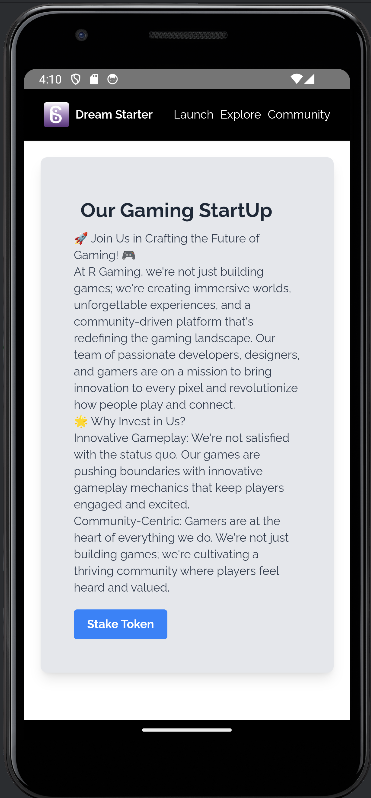 4:10
Dream Starter Launch Explore Community
Our Gaming StartUp
🚀 Join Us in Crafting the Future of
Gaming! 🎮
At R Gaming, we're not just building
games; we're creating immersive worlds,
unforgettable experiences, and a
community-driven platform that's
redefining the gaming landscape. Our
team of passionate developers, designers,
and gamers are on a mission to bring
innovation to every pixel and revolutionize
how people play and connect.
🌟 Why Invest in Us?
Innovative Gameplay: We're not satisfied
with the status quo. Our games are
pushing boundaries with innovative
gameplay mechanics that keep players
engaged and excited.
Community-Centric: Gamers are at the
heart of everything we do. We're not just
building games, we're cultivating a
thriving community where players feel
heard and valued.
Stake Token